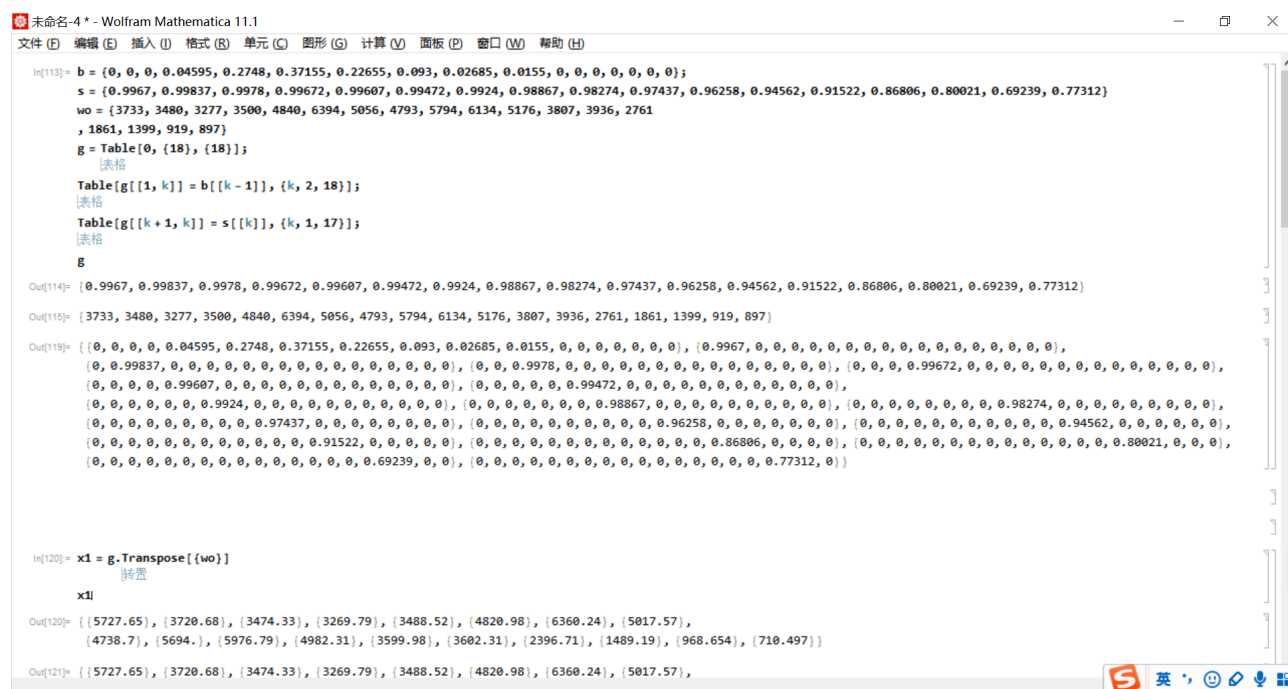 未命名-4 * - Wolfram Mathematica 11.1
文件 (F) 编辑 (E) 插入 (I) 格式 (R) 单元 (C) 图形 (G) 计算 (V) 面板 (P) 窗口 (W) 帮助 (H)
In[113]:= b = {0, 0, 0, 0.04595, 0.2748, 0.37155, 0.22655, 0.093, 0.02685, 0.0155, 0, 0, 0, 0, 0, 0, 0};
s = {0.9967, 0.99837, 0.9978, 0.99672, 0.99607, 0.99472, 0.9924, 0.98867, 0.98274, 0.97437, 0.96258, 0.94562, 0.91522, 0.86806, 0.80021, 0.69239, 0.77312}
wo = {3733, 3480, 3277, 3500, 4840, 6394, 5056, 4793, 5794, 6134, 5176, 3807, 3936, 2761
, 1861, 1399, 919, 897}
g = Table[0, {18}, {18}];
表格
Table[g[[1, k]] = b[[k - 1]], {k, 2, 18}];
表格
Table[g[[k + 1, k]] = s[[k]], {k, 1, 17}];
表格
g
Out[114]= {0.9967, 0.99837, 0.9978, 0.99672, 0.99607, 0.99472, 0.9924, 0.98867, 0.98274, 0.97437, 0.96258, 0.94562, 0.91522, 0.86806, 0.80021, 0.69239, 0.77312}
Out[115]= {3733, 3480, 3277, 3500, 4840, 6394, 5056, 4793, 5794, 6134, 5176, 3807, 3936, 2761, 1861, 1399, 919, 897}
Out[119]= {{0, 0, 0, 0, 0.04595, 0.2748, 0.37155, 0.22655, 0.093, 0.02685, 0.0155, 0, 0, 0, 0, 0, 0, 0}, {0.9967, 0, 0, 0, 0, 0, 0, 0, 0, 0, 0, 0, 0, 0, 0, 0, 0, 0},
{0, 0.99837, 0, 0, 0, 0, 0, 0, 0, 0, 0, 0, 0, 0, 0, 0, 0, 0}, {0, 0, 0.9978, 0, 0, 0, 0, 0, 0, 0, 0, 0, 0, 0, 0, 0, 0, 0}, {0, 0, 0, 0.99672, 0, 0, 0, 0, 0, 0, 0, 0, 0, 0, 0, 0, 0, 0},
{0, 0, 0, 0, 0.99607, 0, 0, 0, 0, 0, 0, 0, 0, 0, 0, 0, 0, 0}, {0, 0, 0, 0, 0, 0.99472, 0, 0, 0, 0, 0, 0, 0, 0, 0, 0, 0, 0},
{0, 0, 0, 0, 0, 0, 0.9924, 0, 0, 0, 0, 0, 0, 0, 0, 0, 0, 0}, {0, 0, 0, 0, 0, 0, 0, 0.98867, 0, 0, 0, 0, 0, 0, 0, 0, 0, 0}, {0, 0, 0, 0, 0, 0, 0, 0, 0.98274, 0, 0, 0, 0, 0, 0, 0, 0, 0},
{0, 0, 0, 0, 0, 0, 0, 0, 0, 0.97437, 0, 0, 0, 0, 0, 0, 0, 0}, {0, 0, 0, 0, 0, 0, 0, 0, 0, 0, 0.96258, 0, 0, 0, 0, 0, 0, 0}, {0, 0, 0, 0, 0, 0, 0, 0, 0, 0, 0, 0.94562, 0, 0, 0, 0, 0, 0},
{0, 0, 0, 0, 0, 0, 0, 0, 0, 0, 0, 0, 0.91522, 0, 0, 0, 0, 0}, {0, 0, 0, 0, 0, 0, 0, 0, 0, 0, 0, 0, 0, 0.86806, 0, 0, 0, 0}, {0, 0, 0, 0, 0, 0, 0, 0, 0, 0, 0, 0, 0, 0, 0.80021, 0, 0, 0},
{0, 0, 0, 0, 0, 0, 0, 0, 0, 0, 0, 0, 0, 0, 0, 0.69239, 0, 0}, {0, 0, 0, 0, 0, 0, 0, 0, 0, 0, 0, 0, 0, 0, 0, 0, 0.77312, 0}}
In[120]:= x1 = g.Transpose[{wo}]
转置
x1
Out[120]= {{5727.65}, {3720.68}, {3474.33}, {3269.79}, {3488.52}, {4820.98}, {6360.24}, {5017.57},
{4738.7}, {5694.}, {5976.79}, {4982.31}, {3599.98}, {3602.31}, {2396.71}, {1489.19}, {968.654}, {710.497}}
Out[121]= {{5727.65}, {3720.68}, {3474.33}, {3269.79}, {3488.52}, {4820.98}, {6360.24}, {5017.57},
S 英